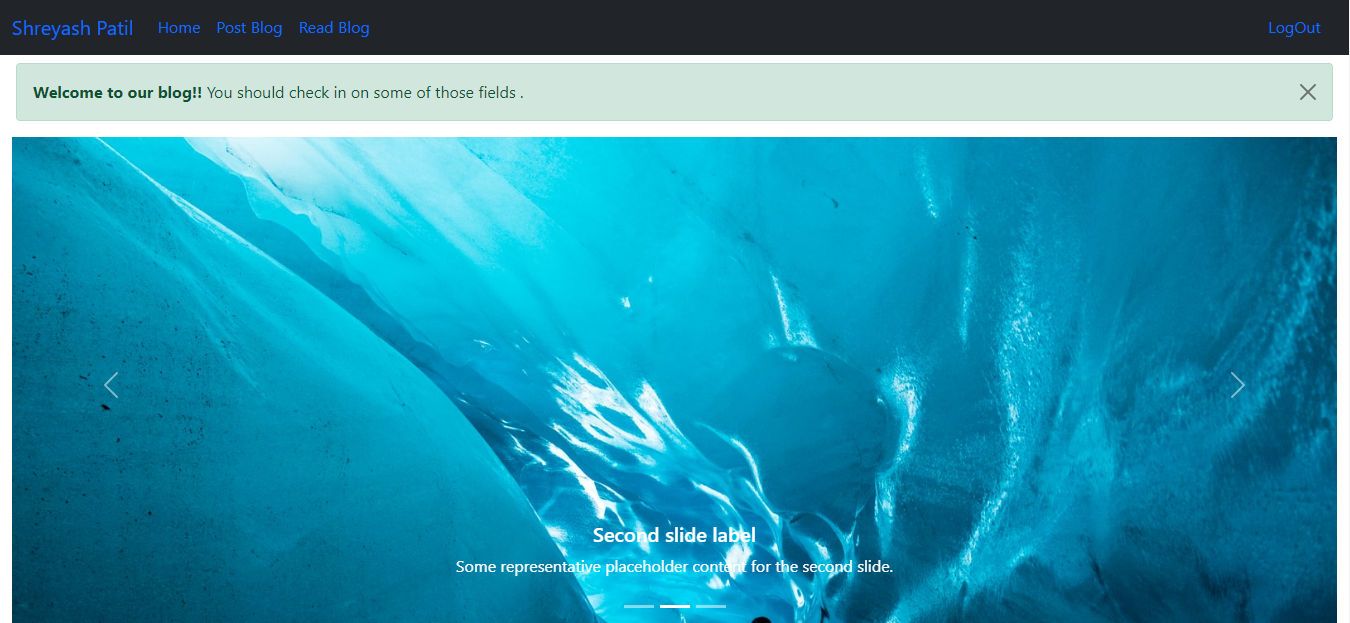 Shreyash Patil Home Post Blog Read Blog LogOut
Welcome to our blog!! You should check in on some of those fields .
Second slide label
Some representative placeholder content for the second slide.